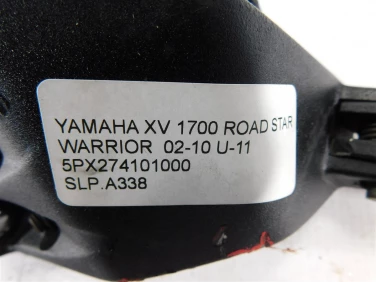 YAMAHA XV 1700 ROAD STAR
WARRIOR 02-10 U-11
5PX274101000
SLP.A338